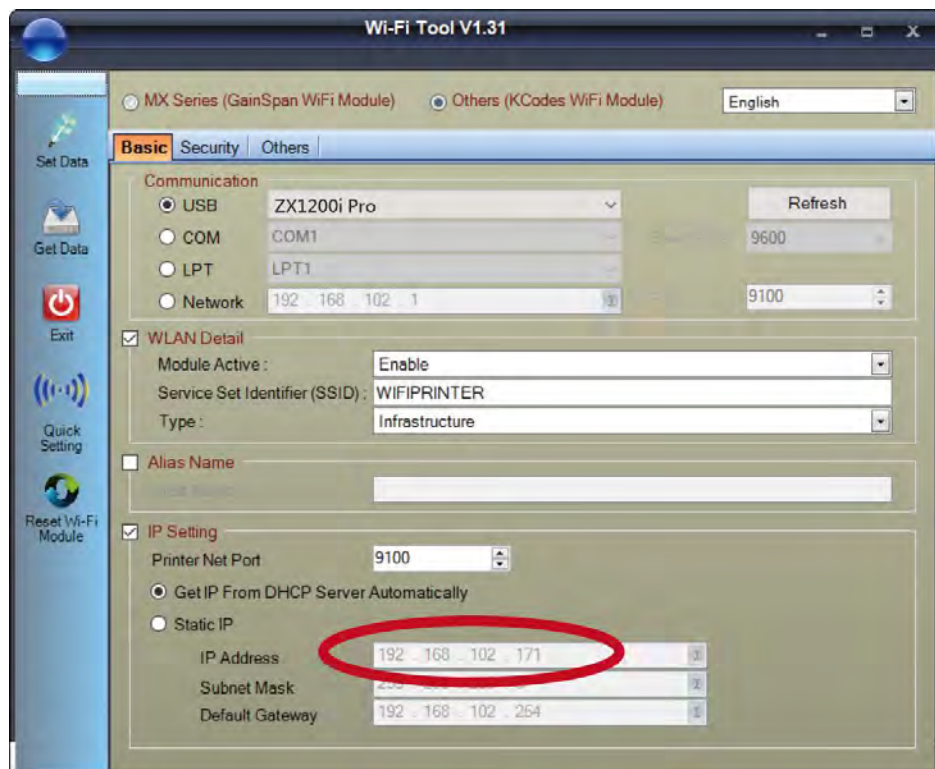 Wi-Fi Tool V1.31
MX Series (GainSpan WiFi Module) Others (KCodes WiFi Module) English
Set Data
Get Data
Exit
Quick
Setting
Reset Wi-Fi
Module
Basic Security Others
Communication
USB ZX1200i Pro Refresh
COM COM1 9600
LPT LPT1
Network 192 . 168 . 102 . 1 9100
WLAN Detail
Module Active : Enable
Service Set Identifier (SSID) : WIFIPRINTER
Type : Infrastructure
Alias Name
IP Setting
Printer Net Port 9100
Get IP From DHCP Server Automatically
Static IP
IP Address 192 . 168 . 102 . 171
Subnet Mask
Default Gateway 192 . 168 . 102 . 254